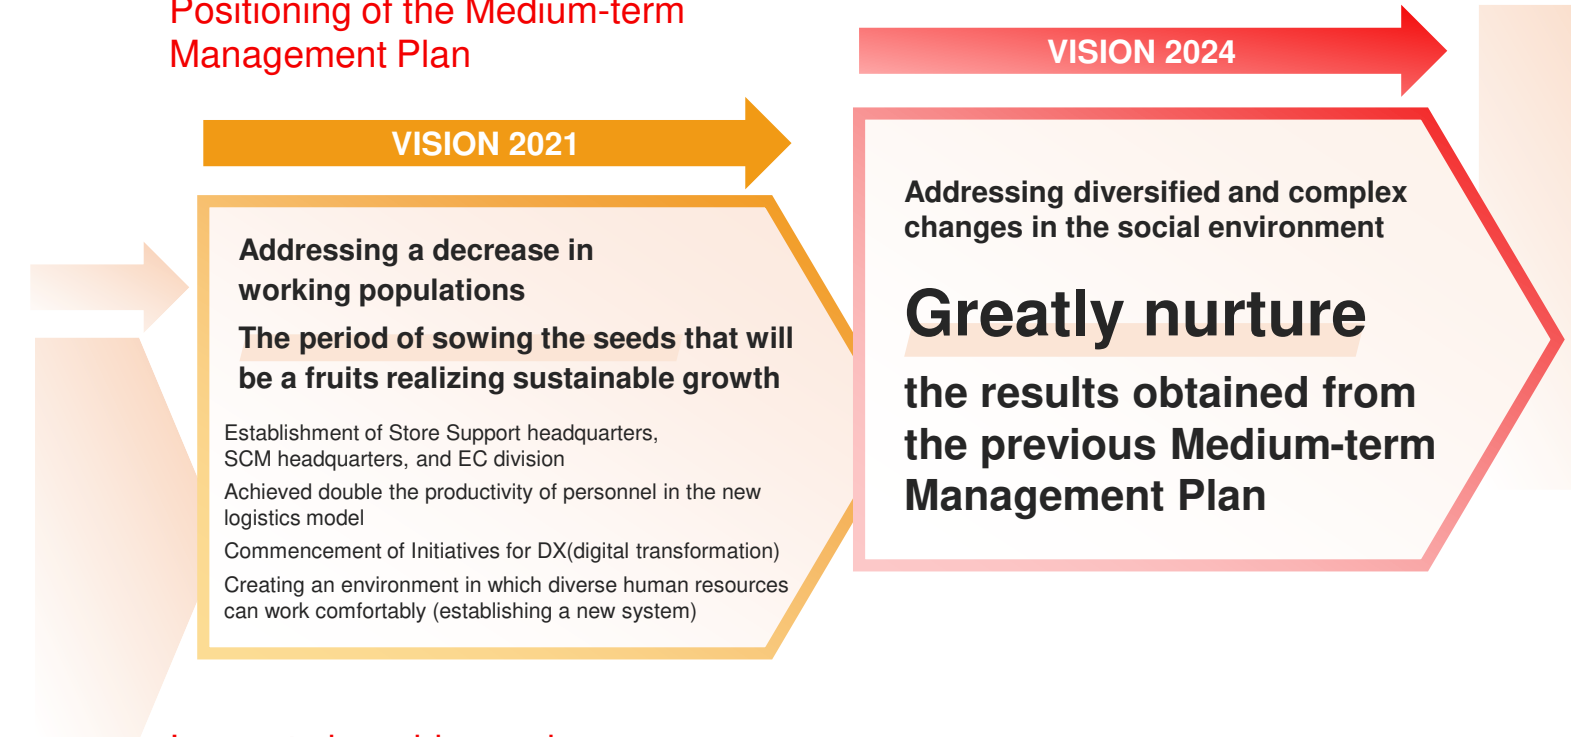 Positioning of the Medium-term
Management Plan
VISION 2021
Addressing a decrease in
working populations
The period of sowing the seeds that will
be a fruits realizing sustainable growth
Establishment of Store Support headquarters,
SCM headquarters, and EC division
Achieved double the productivity of personnel in the new
logistics model
Commencement of Initiatives for DX(digital transformation)
Creating an environment in which diverse human resources
can work comfortably (establishing a new system)
VISION 2024
Addressing diversified and complex
changes in the social environment
Greatly nurture
the results obtained from
the previous Medium-term
Management Plan